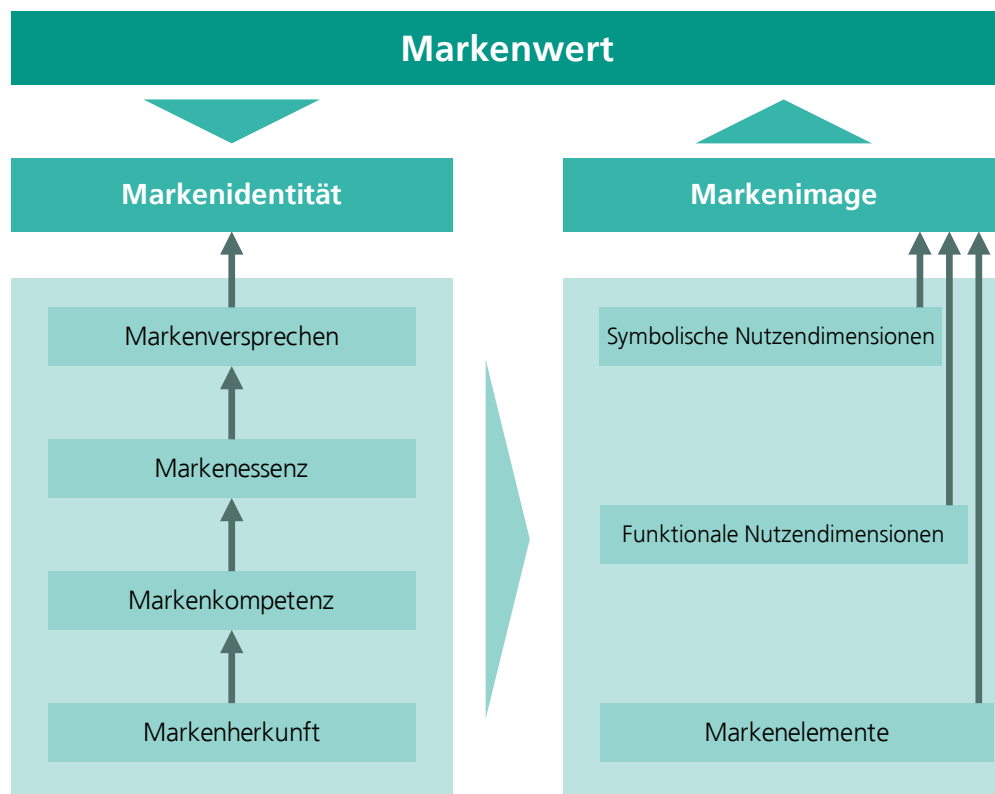 Markenwert
Markenidentität
Markenversprechen
Markenessenz
Markenkompetenz
Markenherkunft
Markenimage
Symbolische Nutzendimensionen
Funktionale Nutzendimensionen
Markenelemente